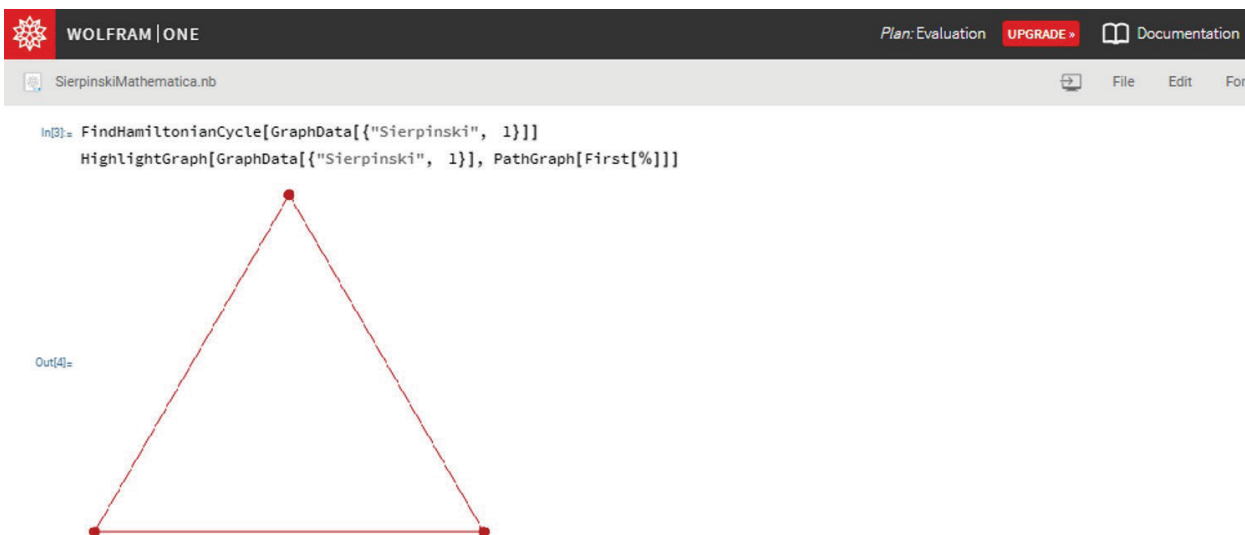 WOLFRAM | ONE
Plan: Evaluation UPGRADE » Documentation
SierpinskiMathematica.nb File Edit For
In[3]:= FindHamiltonianCycle[GraphData[{"Sierpinski", 1}]]
HighlightGraph[GraphData[{"Sierpinski", 1}], PathGraph[First[%]]]
Out[4]=